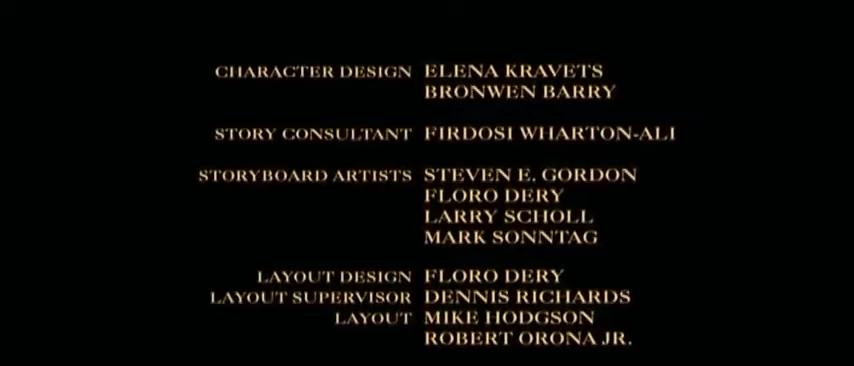 CHARACTER DESIGN ELENA KRAVETS
BRONWEN BARRY
STORY CONSULTANT FIRDOSI WHARTON-ALI
STORYBOARD ARTISTS STEVEN E. GORDON
FLORO DERY
LARRY SCHOLL
MARK SONNTAG
LAYOUT DESIGN FLORO DERY
LAYOUT SUPERVISOR DENNIS RICHARDS
LAYOUT MIKE HODGSON
ROBERT ORONA JR.